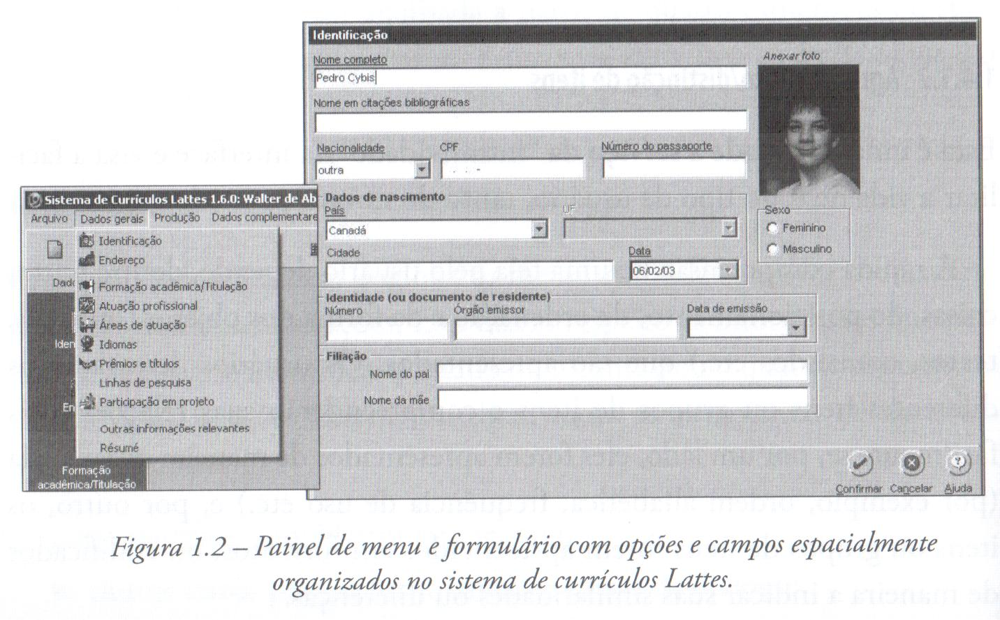 Identificação
Nome completo
Anexar foto
Pedro Cybis
Nome em citações bibliográficas
Nacionalidade CPF Número do passaporte
outra . . -
Dados de nascimento
País UF
Canadá
Cidade Data
06/02/03
Sexo
Feminino
Masculino
Identidade (ou documento de residente)
Número Órgão emissor Data de emissão
Filiação
Nome do pai
Nome da mãe
Confirmar Cancelar Ajuda
Sistema de Currículos Lattes 1.6.0: Walter de Ab
Arquivo Dados gerais Produção Dados complementare
Identificação
Endereço
Formação acadêmica/Titulação
Atuação profissional
Áreas de atuação
Idiomas
Prêmios e títulos
Linhas de pesquisa
Participação em projeto
Outras informações relevantes
Résumé
Dado
Iden
En
Formação
acadêmica/Titulação
Figura 1.2 – Painel de menu e formulário com opções e campos espacialmente
organizados no sistema de currículos Lattes.